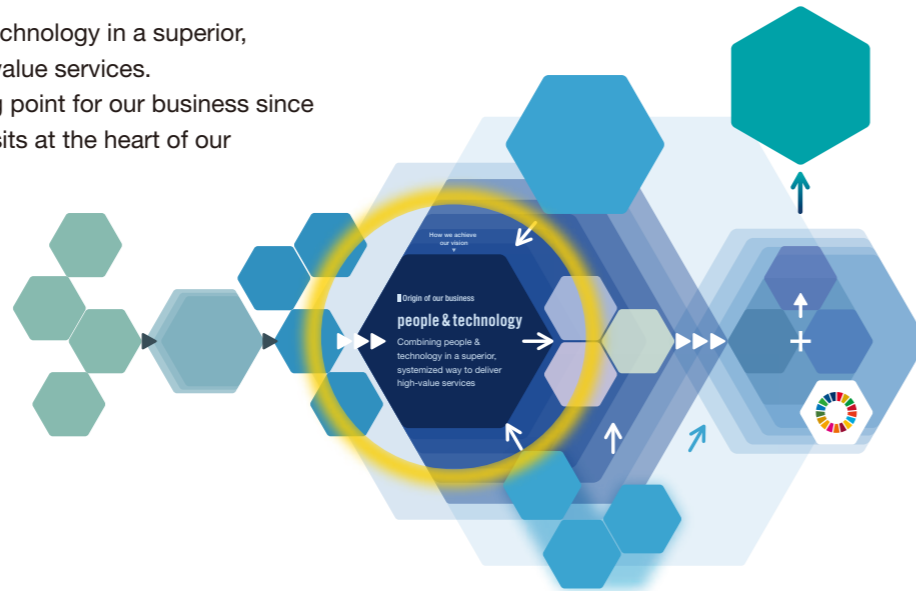 chnology in a superior,
value services.
point for our business since
sits at the heart of our
How we achieve
our vision
Origin of our business
people & technology
Combining people &
technology in a superior,
systemized way to deliver
high-value services